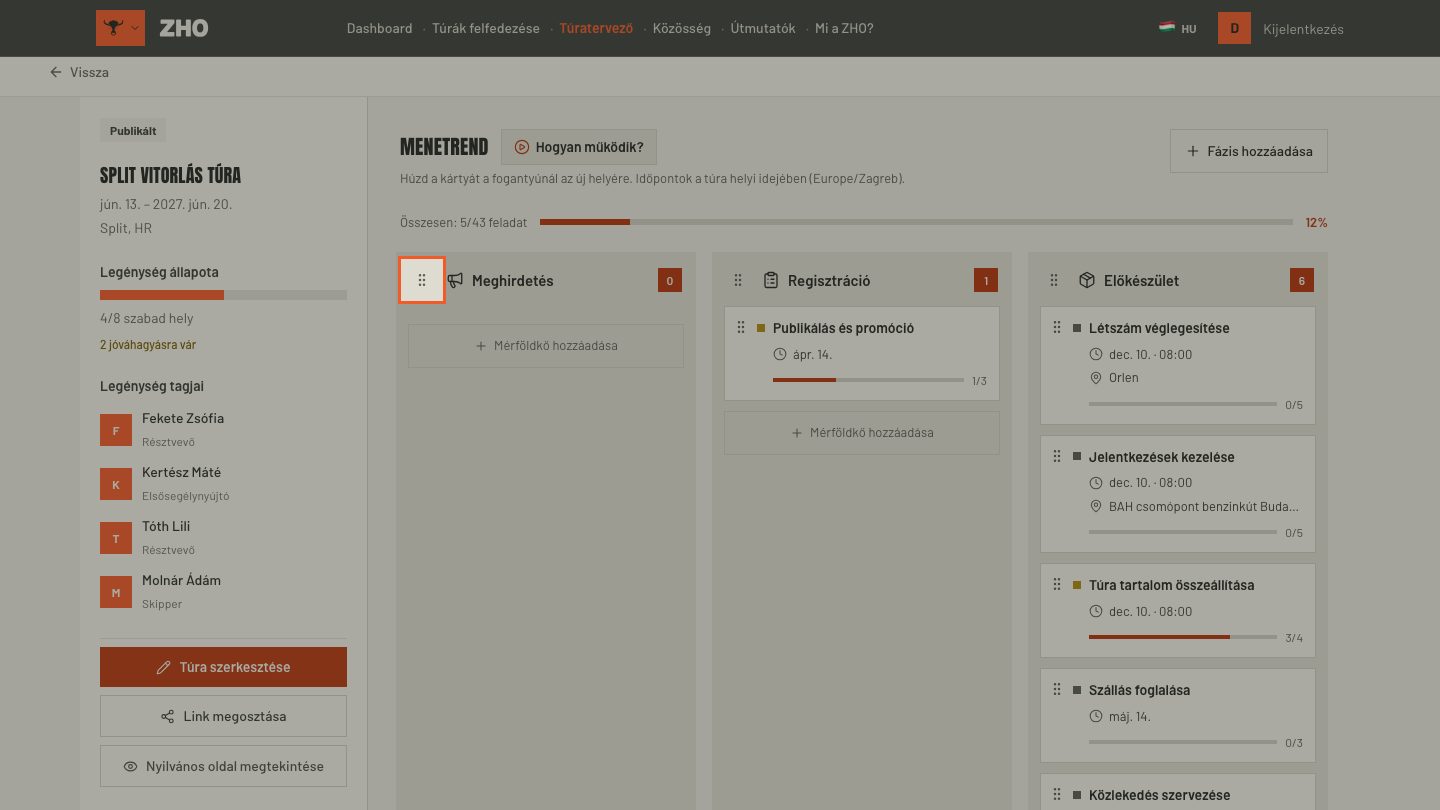 ZHO
Dashboard · Túrák felfedezése · Túratervező · Közösség · Útmutatók · Mi a ZHO?
HU
D
Kijelentkezés
Vissza
Publikált
SPLIT VITORLÁS TÚRA
jún. 13. – 2027. jún. 20.
Split, HR
Legénység állapota
4/8 szabad hely
2 jóváhagyásra vár
Legénység tagjai
F
Fekete Zsófia
Résztvevő
K
Kertész Máté
Elsősegélynyújtó
T
Tóth Lili
Résztvevő
M
Molnár Ádám
Skipper
Túra szerkesztése
Link megosztása
Nyilvános oldal megtekintése
MENETREND
Hogyan működik?
Fázis hozzáadása
Húzd a kártyát a fogantyúnál az új helyére. Időpontok a túra helyi idejében (Europe/Zagreb).
Összesen: 5/43 feladat
12%
Meghirdetés
0
Mérföldkő hozzáadása
Regisztráció
1
Publikálás és promóció
ápr. 14.
1/3
Mérföldkő hozzáadása
Előkészület
6
Létszám véglegesítése
dec. 10. · 08:00
Orlen
0/5
Jelentkezések kezelése
dec. 10. · 08:00
BAH csomópont benzinkút Buda...
0/5
Túra tartalom összeállítása
dec. 10. · 08:00
3/4
Szállás foglalása
máj. 14.
0/3
Közlekedés szervezése